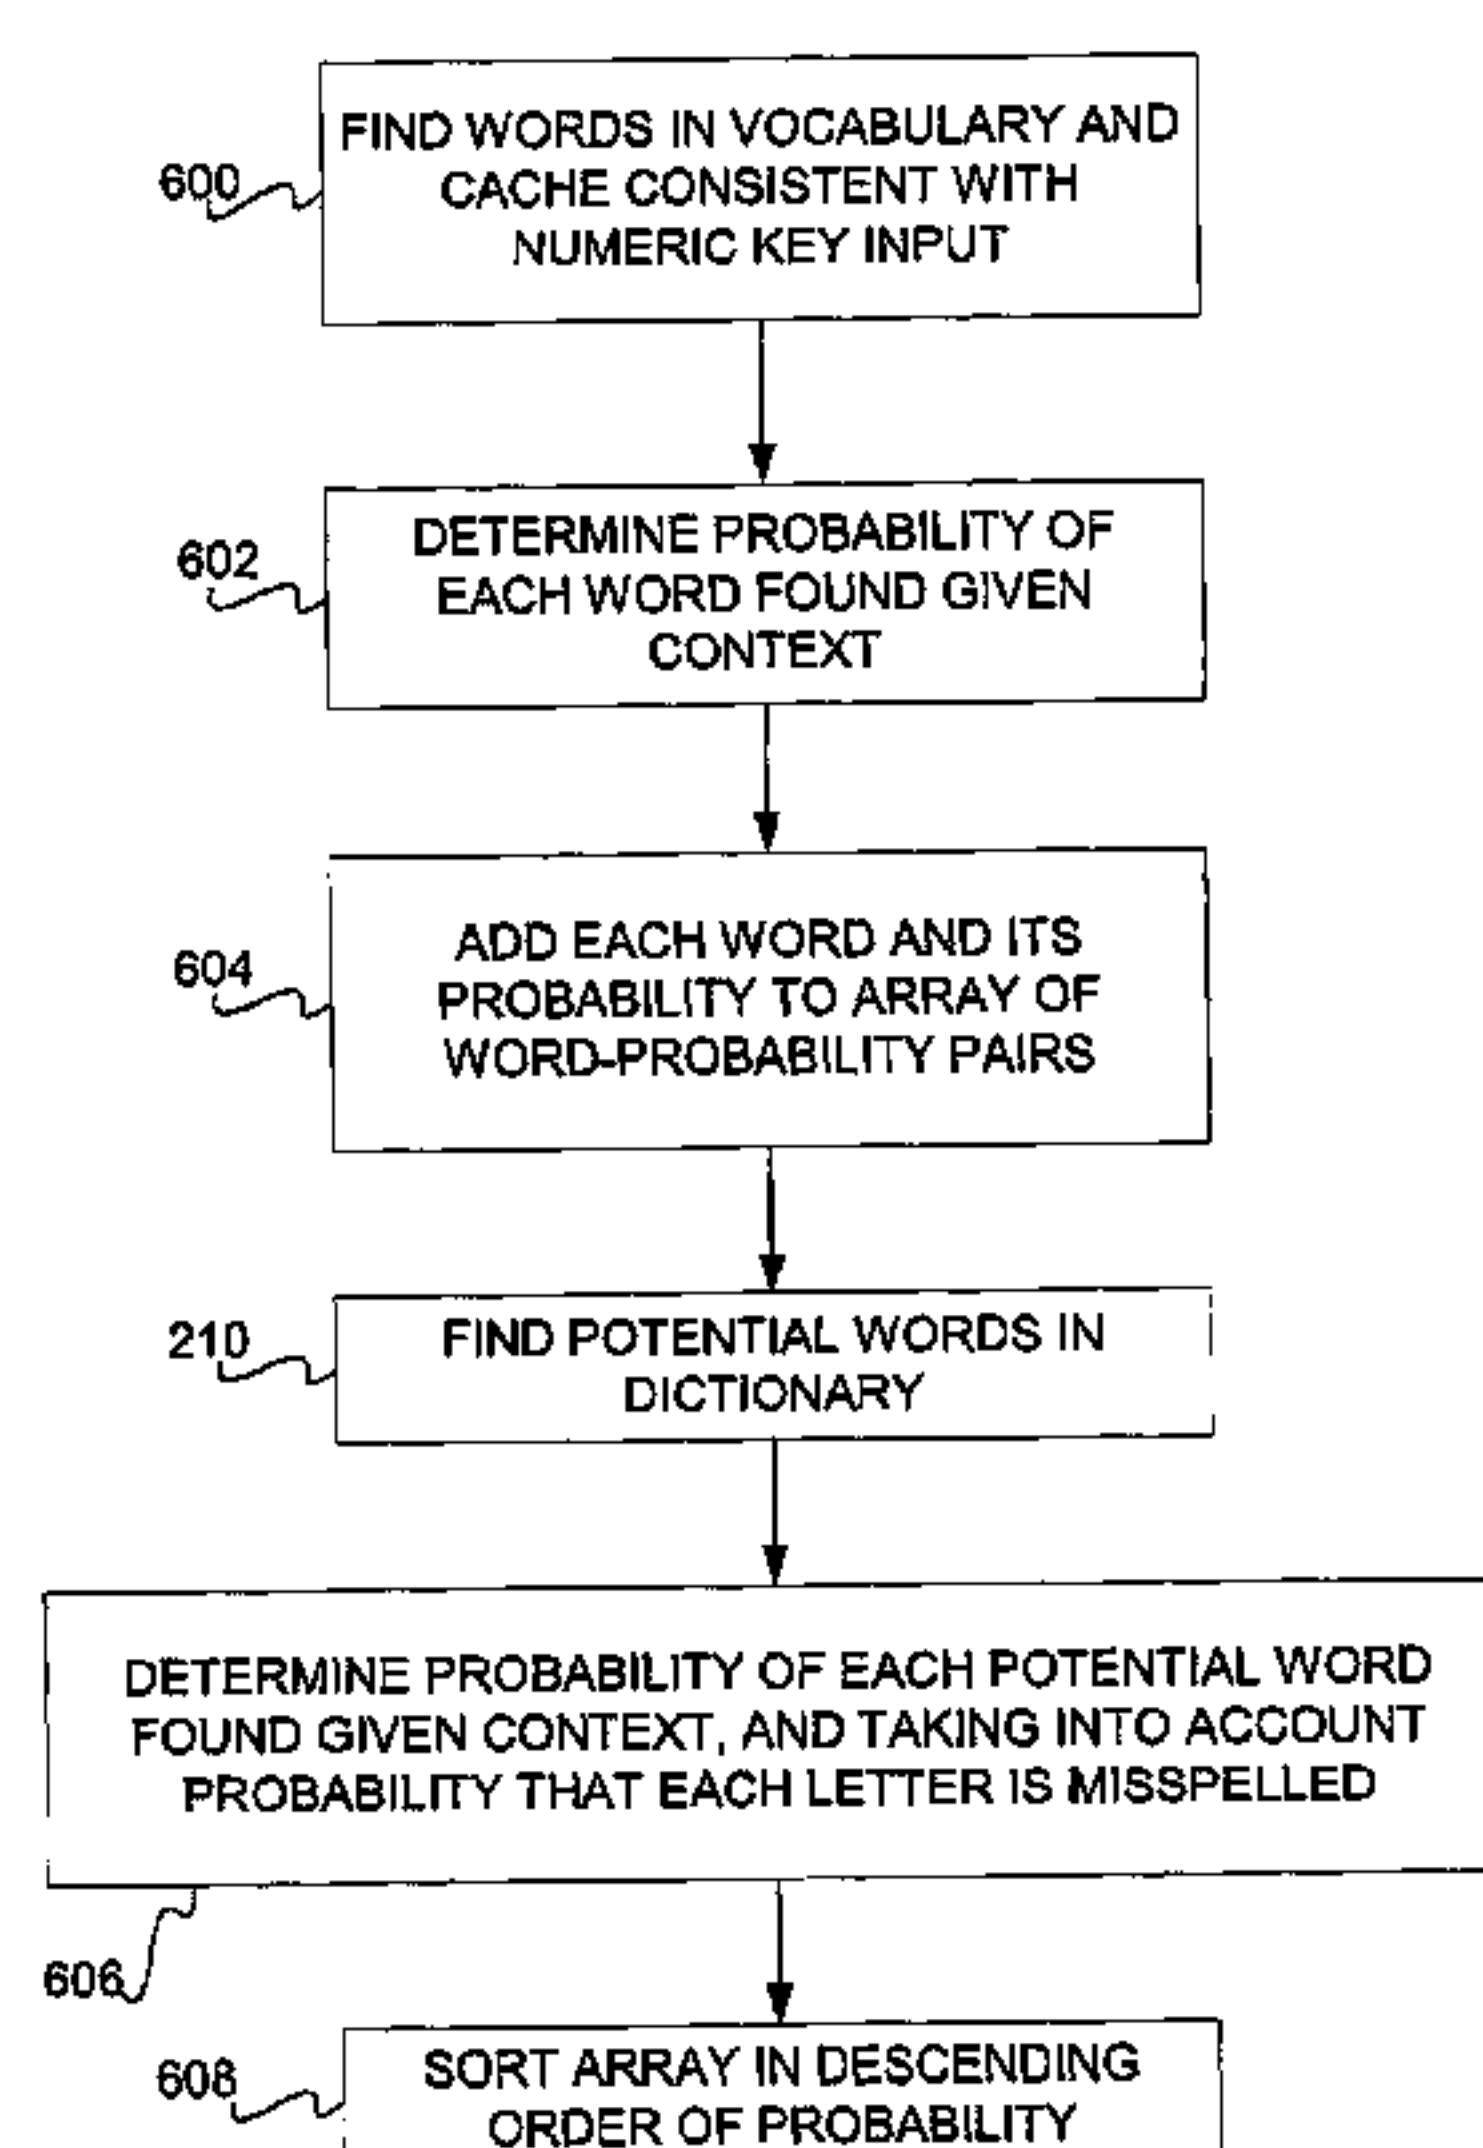 FIND WORDS IN VOCABULARY AND
CACHE CONSISTENT WITH
NUMERIC KEY INPUT
600
DETERMINE PROBABILITY OF
EACH WORD FOUND GIVEN
CONTEXT
602
ADD EACH WORD AND ITS
PROBABILITY TO ARRAY OF
WORD-PROBABILITY PAIRS
604
FIND POTENTIAL WORDS IN
DICTIONARY
210
DETERMINE PROBABILITY OF EACH POTENTIAL WORD
FOUND GIVEN CONTEXT, AND TAKING INTO ACCOUNT
PROBABILITY THAT EACH LETTER IS MISSPELLED
606
SORT ARRAY IN DESCENDING
ORDER OF PROBABILITY
608